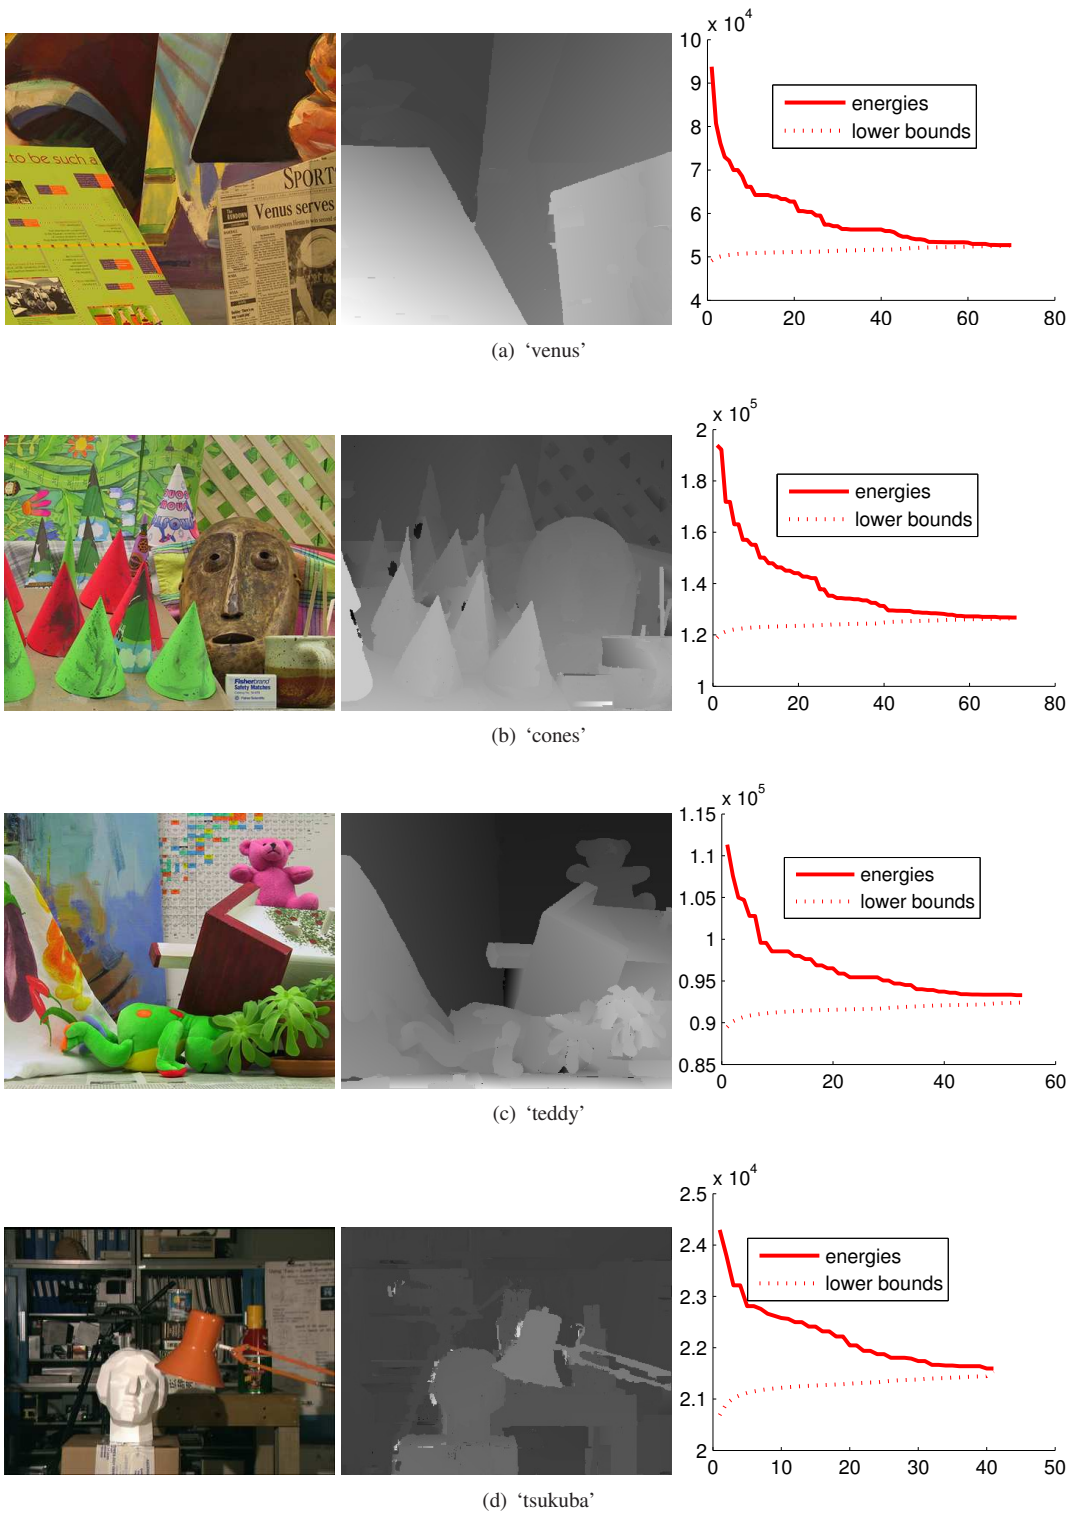 x 10^4
10
9
8
7
6
5
4
0 20 40 60 80
energies
lower bounds
. to be such a
SPORT
Venus serves
(a) ‘venus’
x 10^5
2
1.8
1.6
1.4
1.2
1
0 20 40 60 80
energies
lower bounds
Fisherbrand
Safety Matches
(b) ‘cones’
x 10^5
1.15
1.1
1.05
1
0.95
0.9
0.85
0 20 40 60
energies
lower bounds
(c) ‘teddy’
x 10^4
2.5
2.4
2.3
2.2
2.1
2
0 10 20 30 40 50
energies
lower bounds
(d) ‘tsukuba’